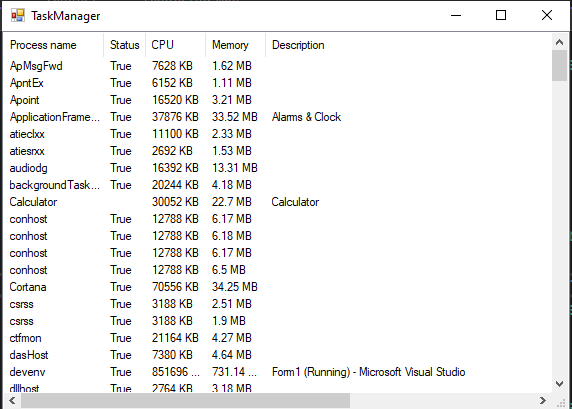 TaskManager
Process name Status CPU Memory Description
ApMsgFwd True 7628 KB 1.62 MB
ApntEx True 6152 KB 1.11 MB
Apoint True 16520 KB 3.21 MB
ApplicationFrame... True 37876 KB 33.52 MB Alarms & Clock
atieclxx True 11100 KB 2.33 MB
atiesrxx True 2692 KB 1.53 MB
audiodg True 16392 KB 13.31 MB
backgroundTask... True 20244 KB 4.18 MB
Calculator 30052 KB 22.7 MB Calculator
conhost True 12788 KB 6.17 MB
conhost True 12788 KB 6.18 MB
conhost True 12788 KB 6.17 MB
conhost True 12788 KB 6.5 MB
Cortana True 70556 KB 34.25 MB
csrss True 3188 KB 2.51 MB
csrss True 3188 KB 1.9 MB
ctfmon True 21164 KB 4.27 MB
dasHost True 7380 KB 4.64 MB
devenv True 851696 ... 731.14 ... Form1 (Running) - Microsoft Visual Studio
dllhost True 2764 KB 3.18 MB